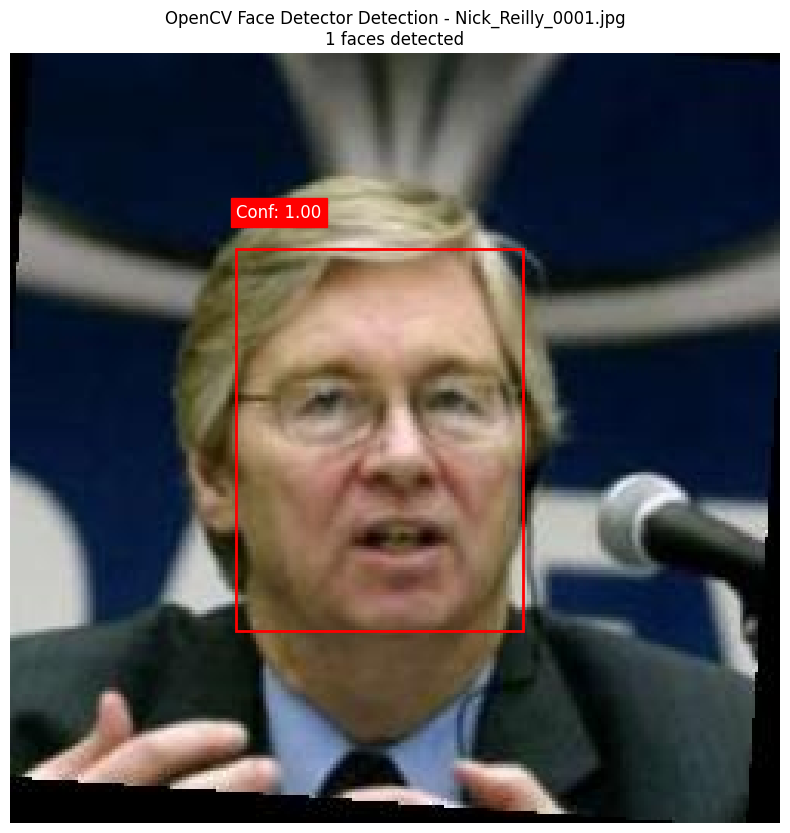 OpenCV Face Detector Detection - Nick_Reilly_0001.jpg
1 faces detected
Conf: 1.00